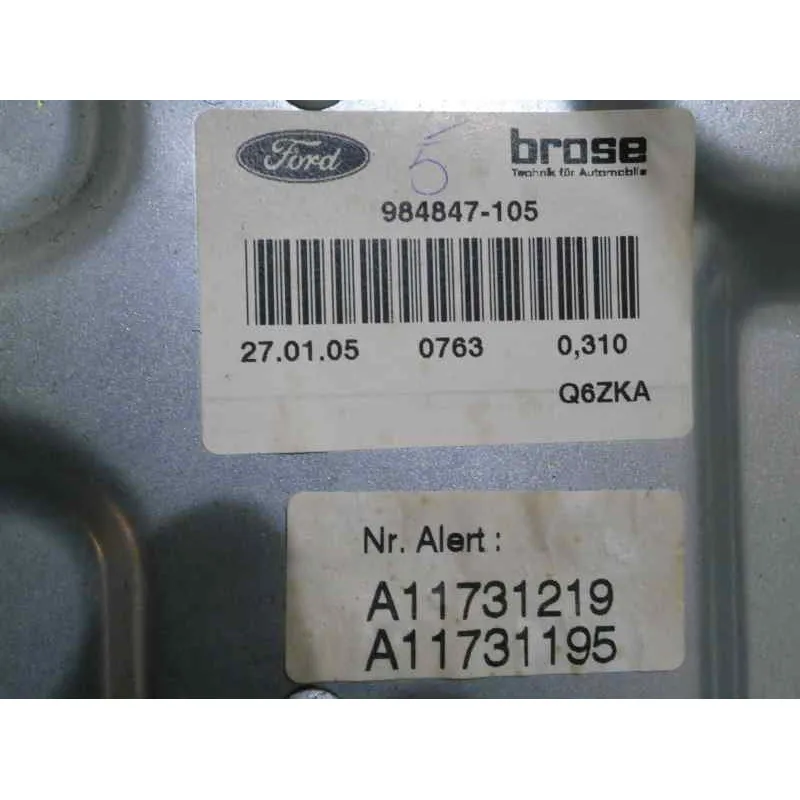 Ford
5
brose
Technik für Automobile
984847-105
27.01.05 0763 0,310
Q6ZKA
Nr. Alert :
A11731219
A11731195